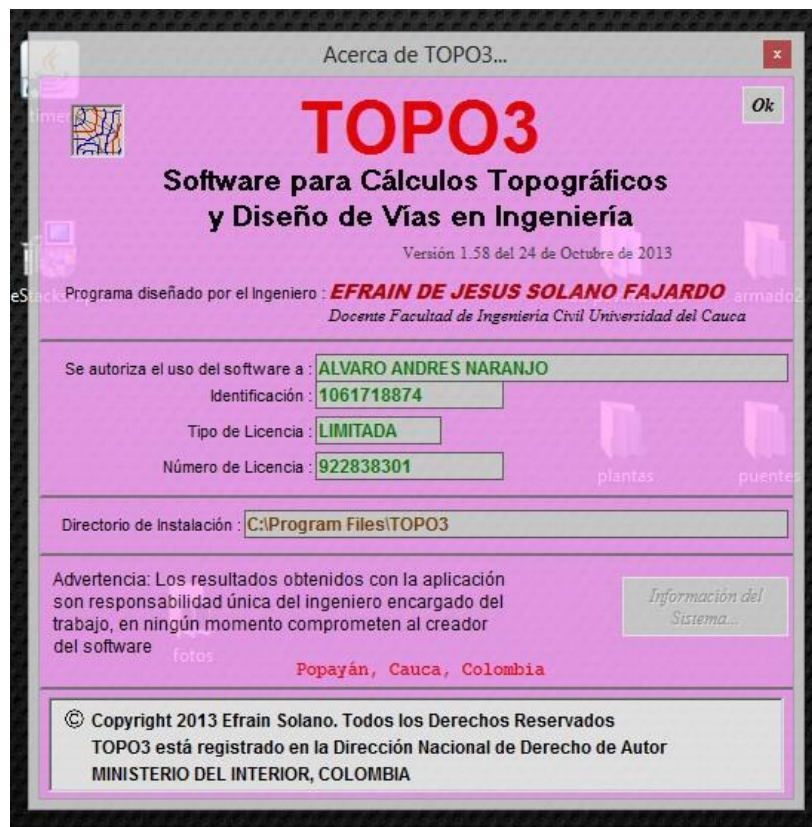 Acerca de TOPO3...
x
Ok
TOPO3
Software para Cálculos Topográficos
y Diseño de Vías en Ingeniería
Versión 1.58 del 24 de Octubre de 2013
Programa diseñado por el Ingeniero : EFRAIN DE JESUS SOLANO FAJARDO
armado2
Docente Facultad de Ingeniería Civil Universidad del Cauca
Se autoriza el uso del software a : ALVARO ANDRES NARANJO
Identificación : 1061718874
Tipo de Licencia : LIMITADA
Número de Licencia : 922838301
plantas
puentes
Directorio de Instalación : C:\Program Files\TOPO3
Advertencia: Los resultados obtenidos con la aplicación
son responsabilidad única del ingeniero encargado del
trabajo, en ningún momento comprometen al creador
del software
Información del
Sistema...
fotos
Popayán, Cauca, Colombia
© Copyright 2013 Efrain Solano. Todos los Derechos Reservados
TOPO3 está registrado en la Dirección Nacional de Derecho de Autor
MINISTERIO DEL INTERIOR, COLOMBIA